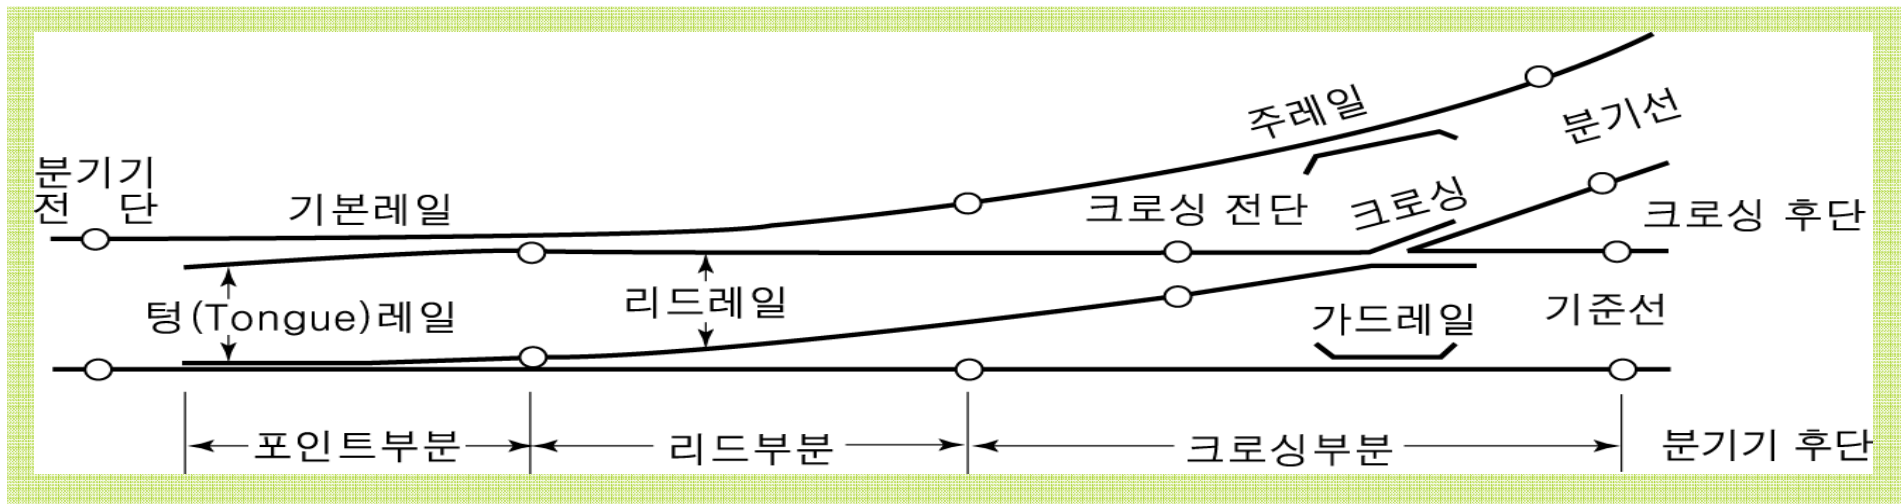 주레일
분기선
분기기
전 단
기본레일
크로싱 전단
크로싱
크로싱 후단
텅(Tongue)레일
리드레일
가드레일
기준선
포인트부분
리드부분
크로싱부분
분기기 후단